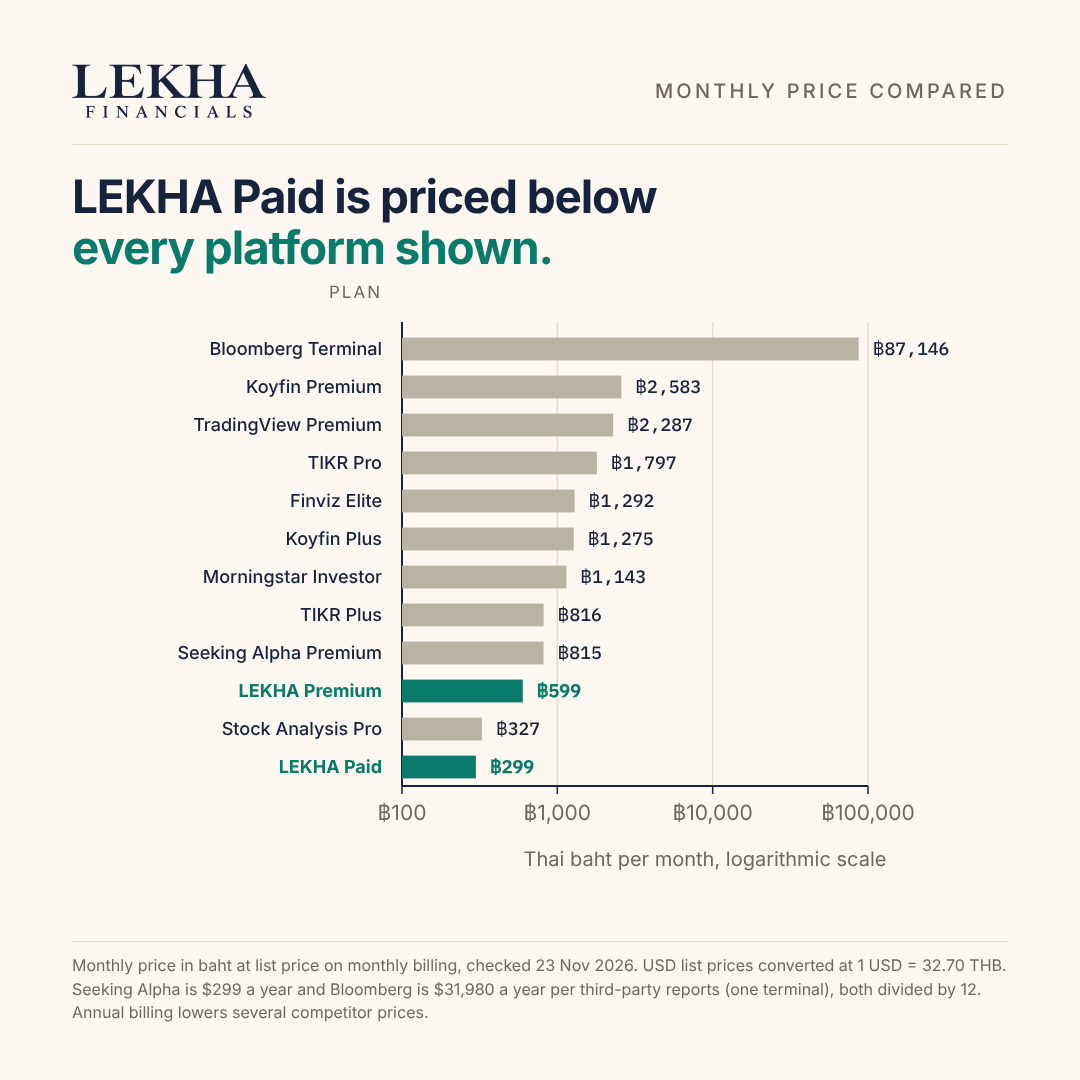 LEKHA
FINANCIALS
MONTHLY PRICE COMPARED
LEKHA Paid is priced below
every platform shown.
PLAN
Bloomberg Terminal ฿87,146
Koyfin Premium ฿2,583
TradingView Premium ฿2,287
TIKR Pro ฿1,797
Finviz Elite ฿1,292
Koyfin Plus ฿1,275
Morningstar Investor ฿1,143
TIKR Plus ฿816
Seeking Alpha Premium ฿815
LEKHA Premium ฿599
Stock Analysis Pro ฿327
LEKHA Paid ฿299
฿100 ฿1,000 ฿10,000 ฿100,000
Thai baht per month, logarithmic scale
Monthly price in baht at list price on monthly billing, checked 23 Nov 2026. USD list prices converted at 1 USD = 32.70 THB.
Seeking Alpha is $299 a year and Bloomberg is $31,980 a year per third-party reports (one terminal), both divided by 12.
Annual billing lowers several competitor prices.